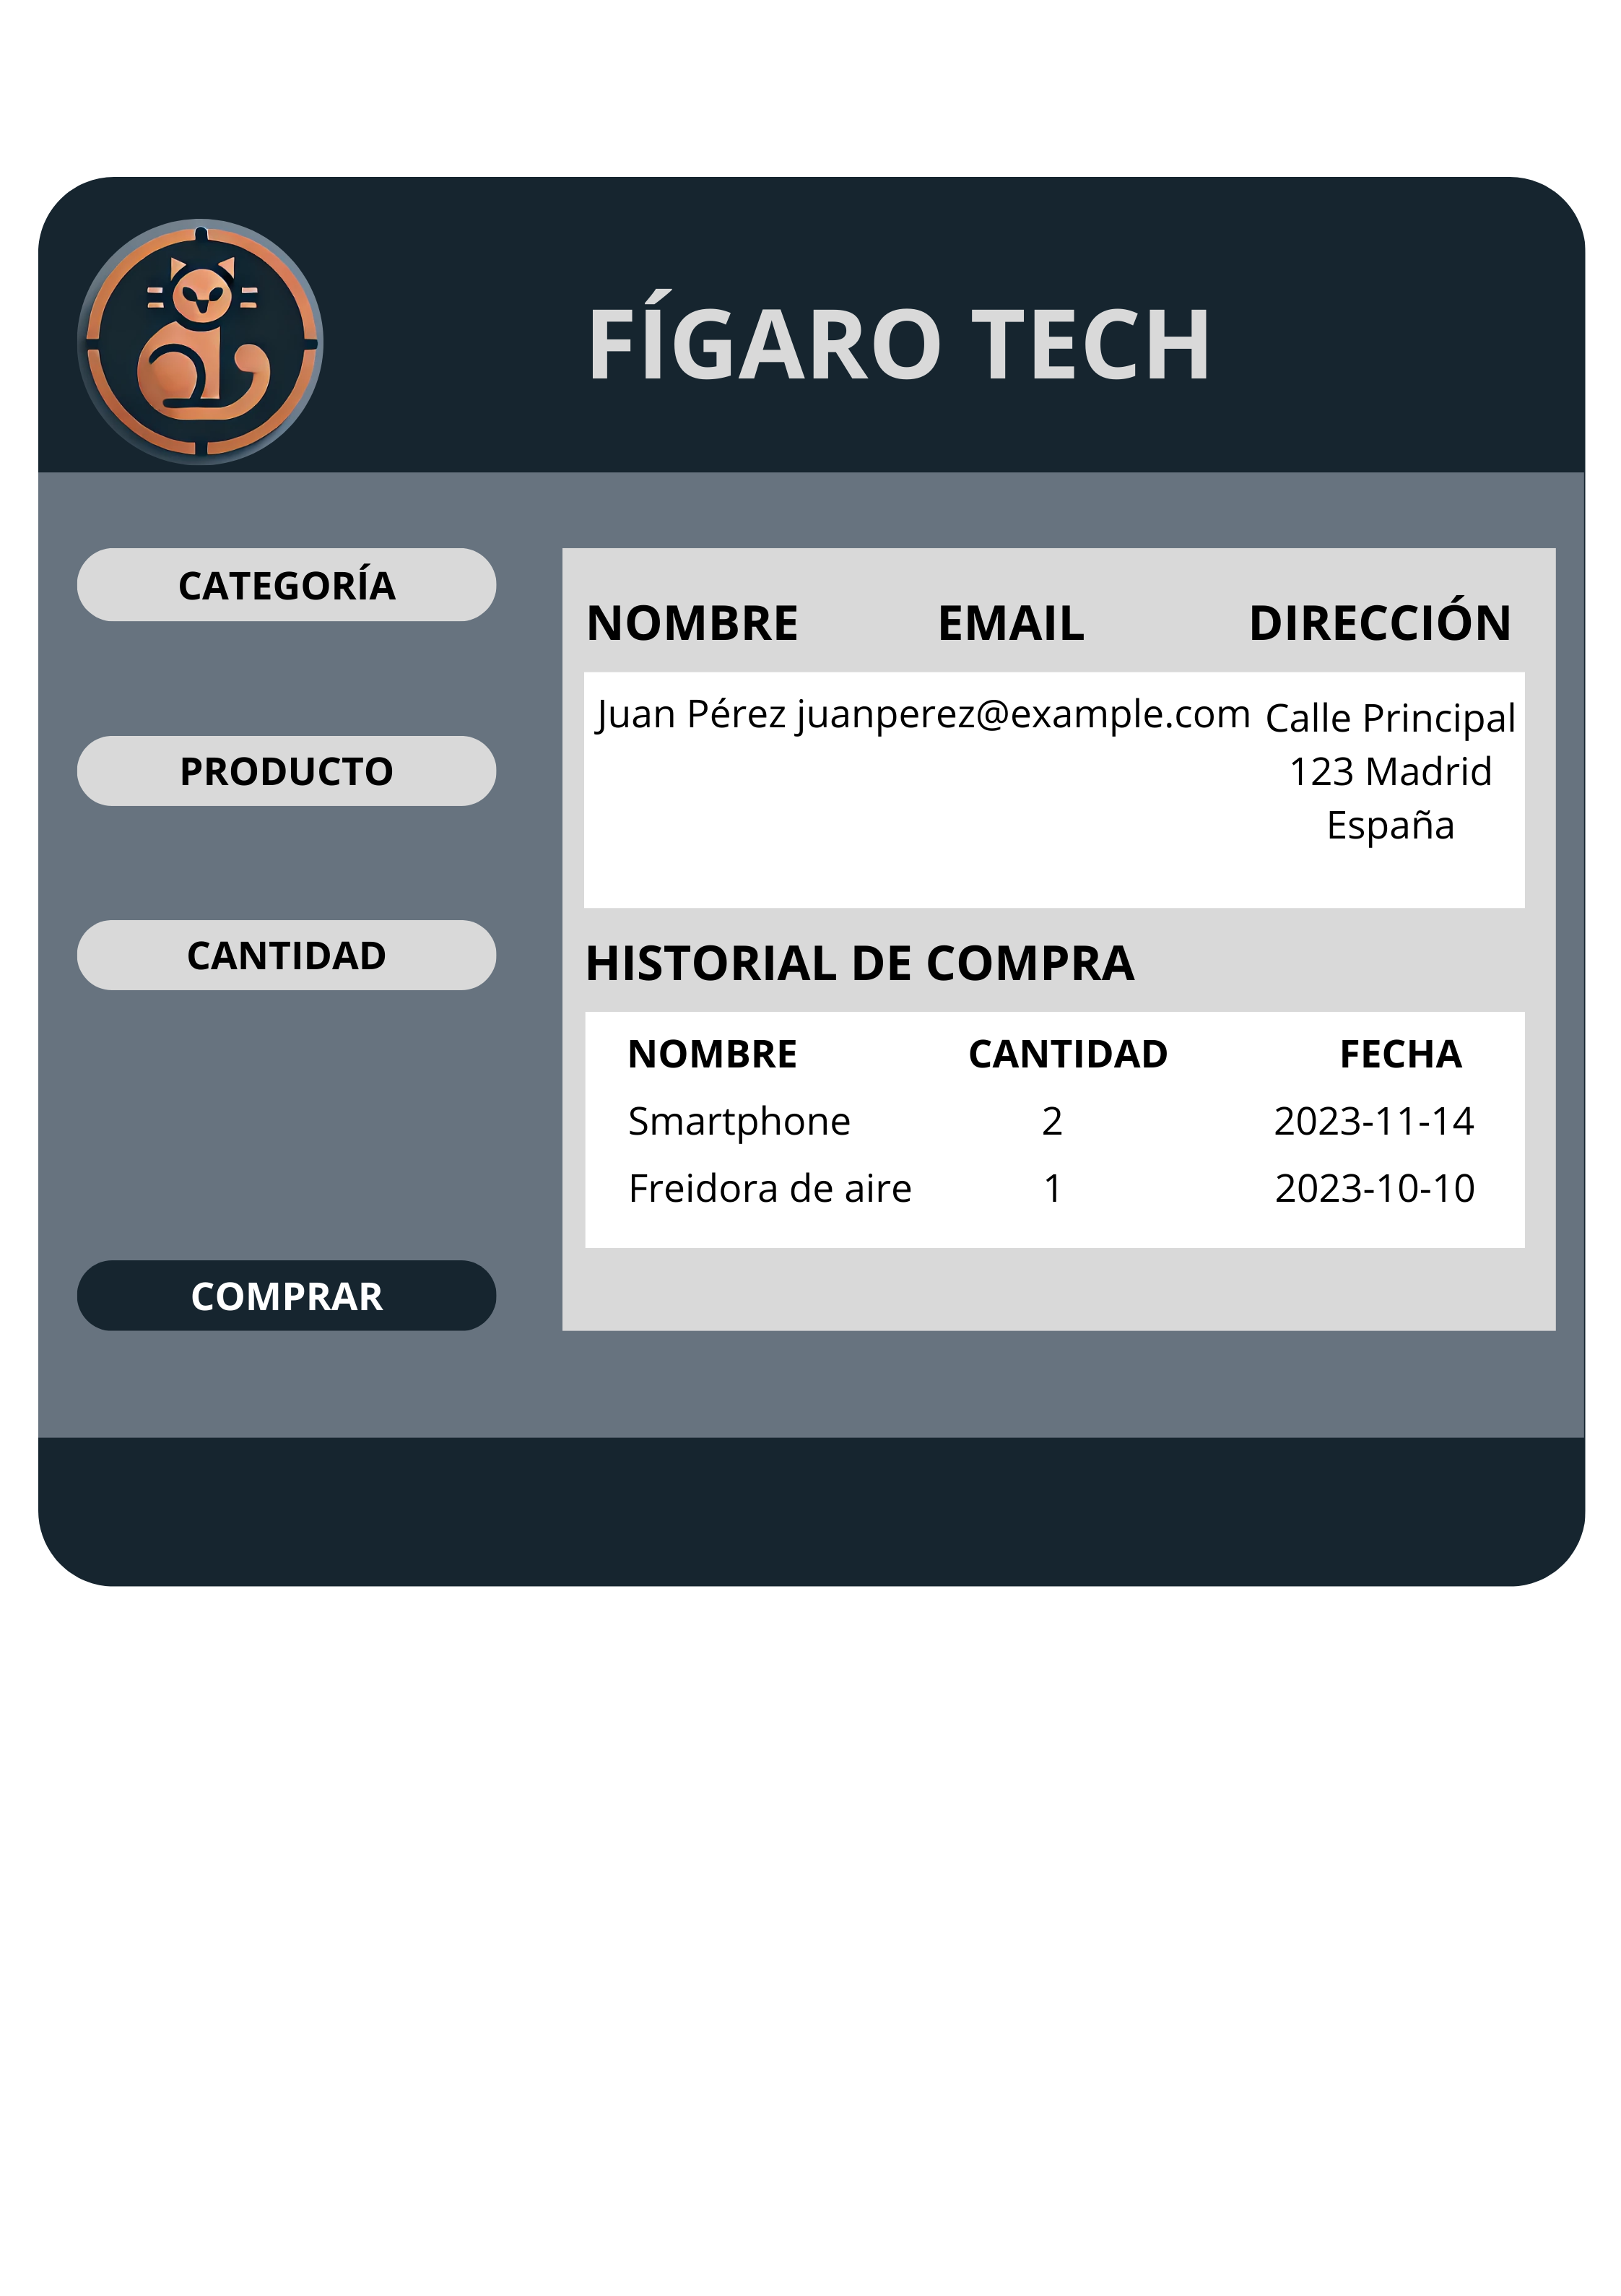 FÍGARO TECH
CATEGORÍA
PRODUCTO
CANTIDAD
COMPRAR
NOMBRE EMAIL DIRECCIÓN
Juan Pérez juanperez@example.com Calle Principal
123 Madrid
España
HISTORIAL DE COMPRA
NOMBRE CANTIDAD FECHA
Smartphone 2 2023-11-14
Freidora de aire 1 2023-10-10